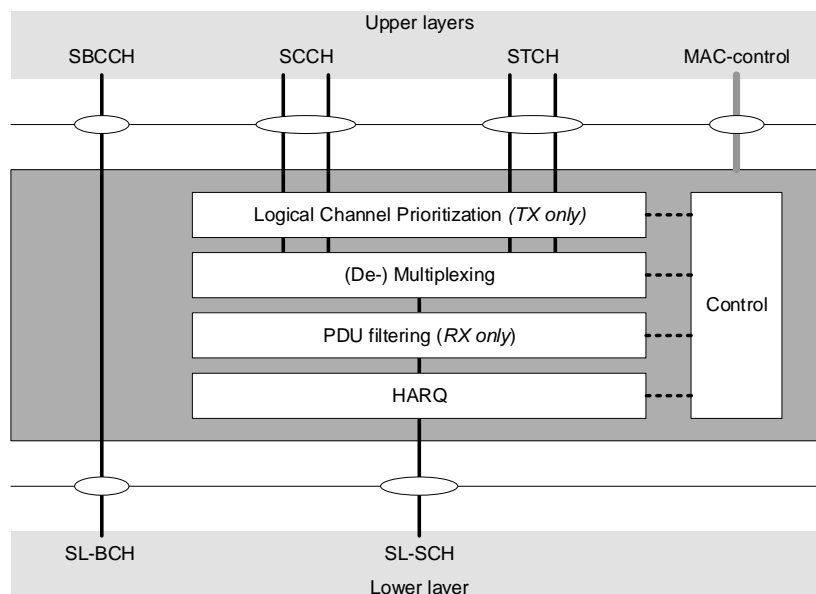 Upper layers
SBCCH SCCH STCH MAC-control
Logical Channel Prioritization (TX only)
(De-) Multiplexing
Control
PDU filtering (RX only)
HARQ
SL-BCH SL-SCH
Lower layer